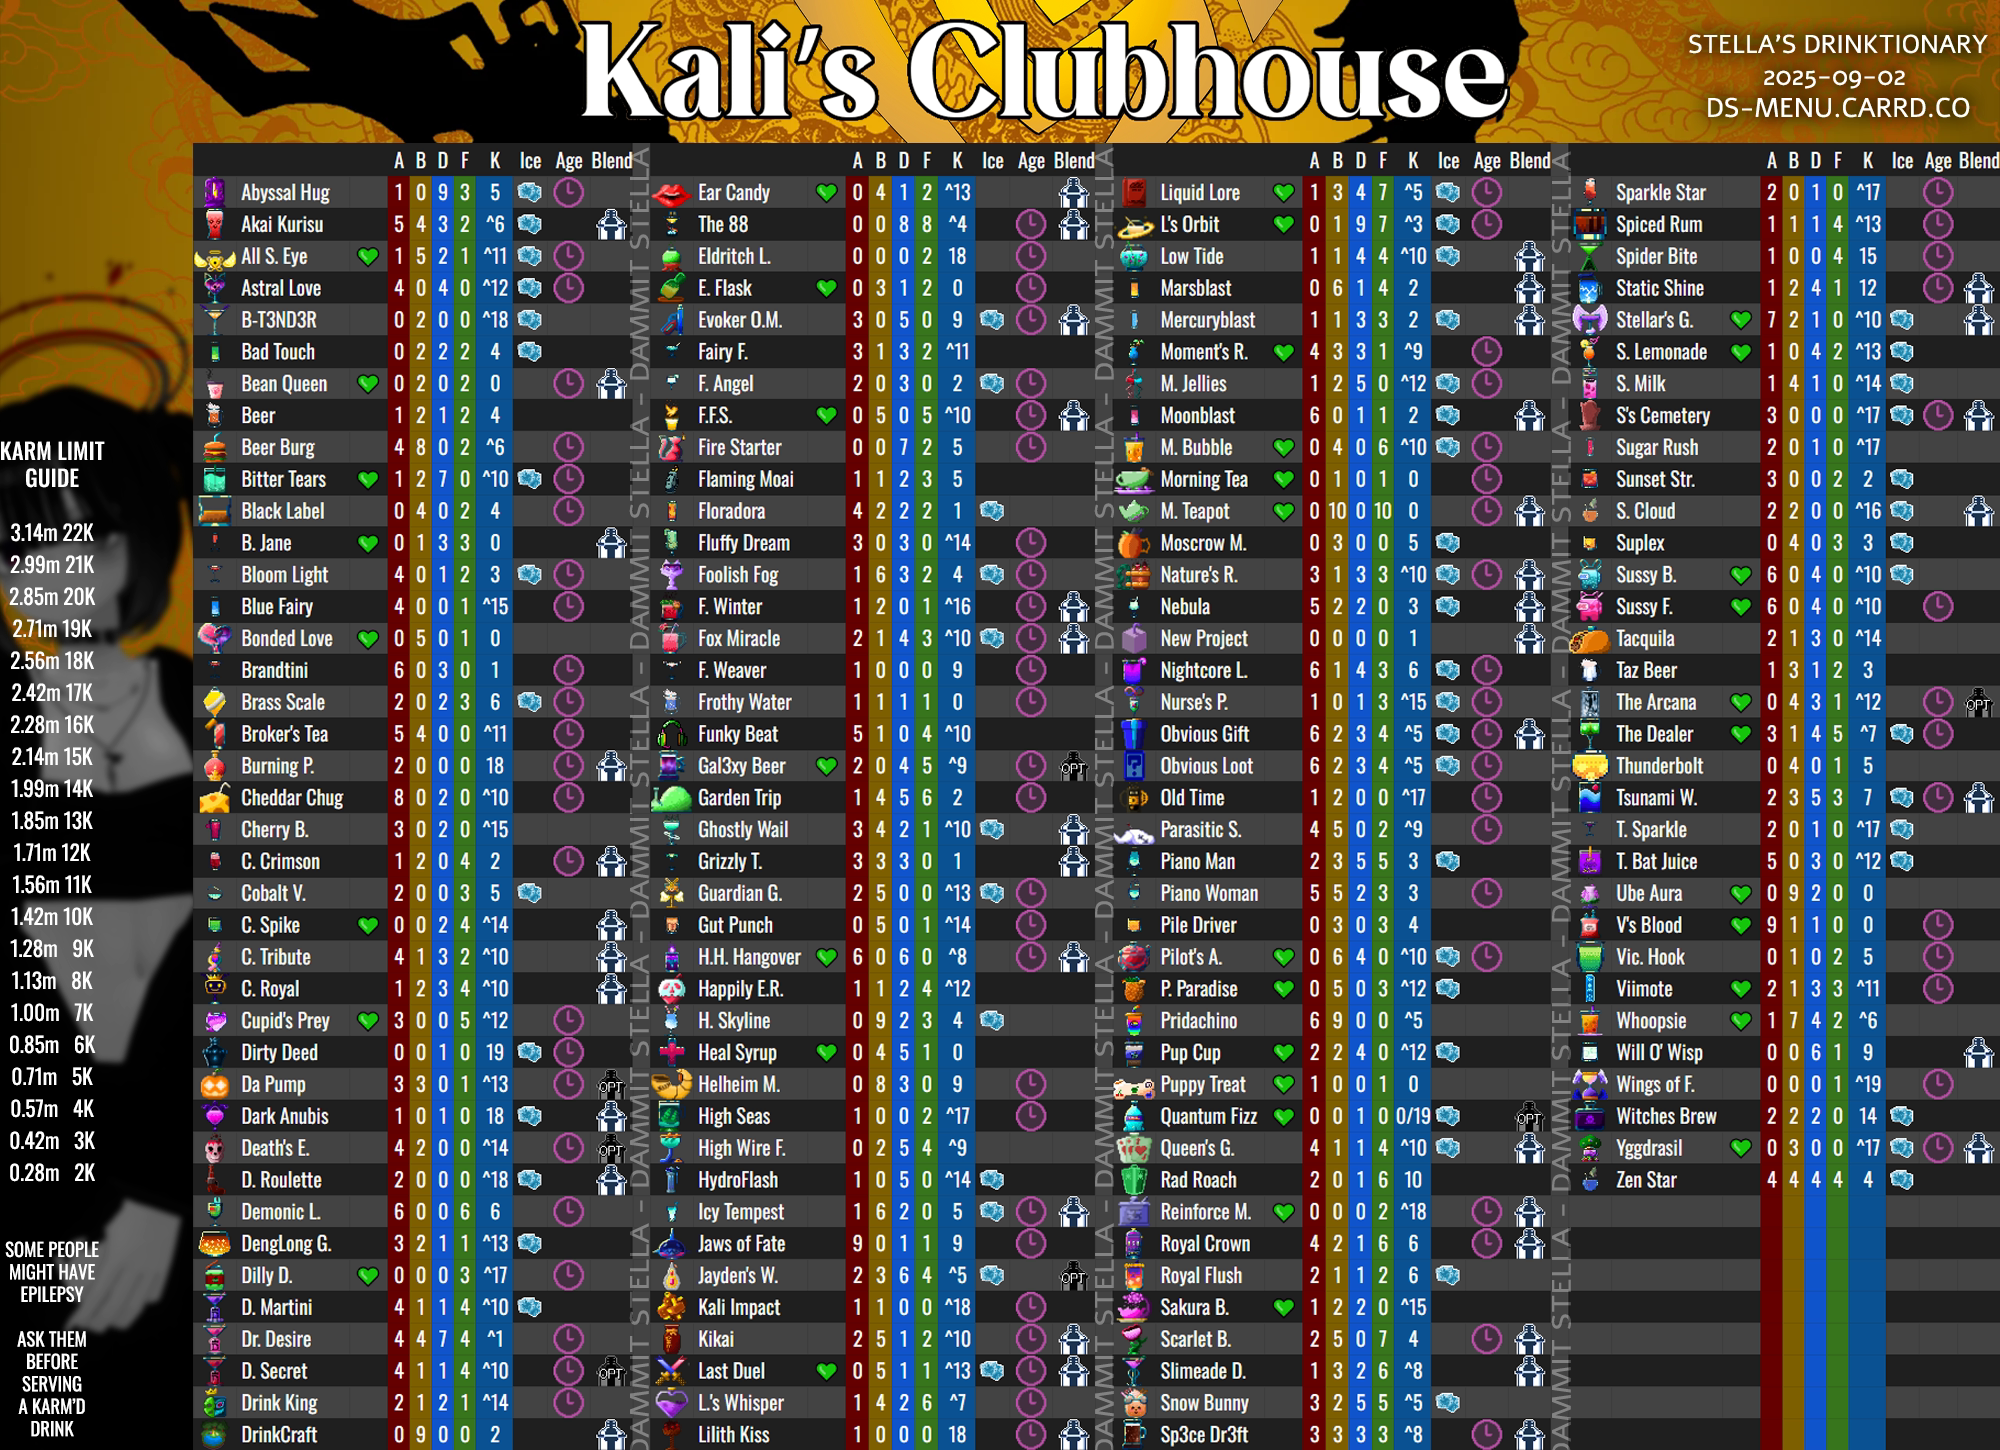 Kali's Clubhouse
STELLA'S DRINKTIONARY
2025-09-02
DS-MENU.CARRD.CO
KARM LIMIT
GUIDE
3.14m 22K
2.99m 21K
2.85m 20K
2.71m 19K
2.56m 18K
2.42m 17K
2.28m 16K
2.14m 15K
1.99m 14K
1.85m 13K
1.71m 12K
1.56m 11K
1.42m 10K
1.28m 9K
1.13m 8K
1.00m 7K
0.85m 6K
0.71m 5K
0.57m 4K
0.42m 3K
0.28m 2K
SOME PEOPLE
MIGHT HAVE
EPILEPSY
ASK THEM
BEFORE
SERVING
A KARM'D
DRINK
A B D F K Ice Age Blend
Abyssal Hug 1 0 9 3 5
Akai Kurisu 5 4 3 2 ^6
All S. Eye 1 5 2 1 ^11
Astral Love 4 0 4 0 ^12
B-T3ND3R 0 2 0 0 ^18
Bad Touch 0 2 2 2 4
Bean Queen 0 2 0 2 0
Beer 1 2 1 2 4
Beer Burg 4 8 0 2 ^6
Bitter Tears 1 2 7 0 ^10
Black Label 0 4 0 2 4
B. Jane 0 1 3 3 0
Bloom Light 4 0 1 2 3
Blue Fairy 4 0 0 1 ^15
Bonded Love 0 5 0 1 0
Brandtini 6 0 3 0 1
Brass Scale 2 0 2 3 6
Broker's Tea 5 4 0 0 ^11
Burning P. 2 0 0 0 18
Cheddar Chug 8 0 2 0 ^10
Cherry B. 3 0 2 0 ^15
C. Crimson 1 2 0 4 2
Cobalt V. 2 0 0 3 5
C. Spike 0 0 2 4 ^14
C. Tribute 4 1 3 2 ^10
C. Royal 1 2 3 4 ^10
Cupid's Prey 3 0 0 5 ^12
Dirty Deed 0 0 1 0 19
Da Pump 3 3 0 1 ^13 OPT
Dark Anubis 1 0 1 0 18
Death's E. 4 2 0 0 ^14 OPT
D. Roulette 2 0 0 0 ^18
Demonic L. 6 0 0 6 6
DengLong G. 3 2 1 1 ^13
Dilly D. 0 0 0 3 ^17
D. Martini 4 1 1 4 ^10
Dr. Desire 4 4 7 4 ^1
D. Secret 4 1 1 4 ^10 OPT
Drink King 2 1 2 1 ^14
DrinkCraft 0 9 0 0 2
A B D F K Ice Age Blend
Ear Candy 0 4 1 2 ^13
The 88 0 0 8 8 ^4
Eldritch L. 0 0 0 2 18
E. Flask 0 3 1 2 0
Evoker O.M. 3 0 5 0 9
Fairy F. 3 1 3 2 ^11
F. Angel 2 0 3 0 2
F.F.S. 0 5 0 5 ^10
Fire Starter 0 0 7 2 5
Flaming Moai 1 1 2 3 5
Floradora 4 2 2 2 1
Fluffy Dream 3 0 3 0 ^14
Foolish Fog 1 6 3 2 4
F. Winter 1 2 0 1 ^16
Fox Miracle 2 1 4 3 ^10
F. Weaver 1 0 0 0 9
Frothy Water 1 1 1 1 0
Funky Beat 5 1 0 4 ^10
Gal3xy Beer 2 0 4 5 ^9 OPT
Garden Trip 1 4 5 6 2
Ghostly Wail 3 4 2 1 ^10
Grizzly T. 3 3 3 0 1
Guardian G. 2 5 0 0 ^13
Gut Punch 0 5 0 1 ^14
H.H. Hangover 6 0 6 0 ^8
Happily E.R. 1 1 2 4 ^12
H. Skyline 0 9 2 3 4
Heal Syrup 0 4 5 1 0
Helheim M. 0 8 3 0 9
High Seas 1 0 0 2 ^17
High Wire F. 0 2 5 4 ^9
HydroFlash 1 0 5 0 ^14
Icy Tempest 1 6 2 0 5
Jaws of Fate 9 0 1 1 9
Jayden's W. 2 3 6 4 ^5 OPT
Kali Impact 1 1 0 0 ^18
Kikai 2 5 1 2 ^10
Last Duel 0 5 1 1 ^13
L.'s Whisper 1 4 2 6 ^7
Lilith Kiss 1 0 0 0 18
A B D F K Ice Age Blend
Liquid Lore 1 3 4 7 ^5
L's Orbit 0 1 9 7 ^3
Low Tide 1 1 4 4 ^10
Marsblast 0 6 1 4 2
Mercuryblast 1 1 3 3 2
Moment's R. 4 3 3 1 ^9
M. Jellies 1 2 5 0 ^12
Moonblast 6 0 1 1 2
M. Bubble 0 4 0 6 ^10
Morning Tea 0 1 0 1 0
M. Teapot 0 10 0 10 0
Moscrow M. 0 3 0 0 5
Nature's R. 3 1 3 3 ^10
Nebula 5 2 2 0 3
New Project 0 0 0 0 1
Nightcore L. 6 1 4 3 6
Nurse's P. 1 0 1 3 ^15
Obvious Gift 6 2 3 4 ^5
Obvious Loot 6 2 3 4 ^5
Old Time 1 2 0 0 ^17
Parasitic S. 4 5 0 2 ^9
Piano Man 2 3 5 5 3
Piano Woman 5 5 2 3 3
Pile Driver 0 3 0 3 4
Pilot's A. 0 6 4 0 ^10
P. Paradise 0 5 0 3 ^12
Pridachino 6 9 0 0 ^5
Pup Cup 2 2 4 0 ^12
Puppy Treat 1 0 0 1 0
Quantum Fizz 0 0 1 0 0/19 OPT
Queen's G. 4 1 1 4 ^10
Rad Roach 2 0 1 6 10
Reinforce M. 0 0 0 2 ^18
Royal Crown 4 2 1 6 6
Royal Flush 2 1 1 2 6
Sakura B. 1 2 2 0 ^15
Scarlet B. 2 5 0 7 4
Slimeade D. 1 3 2 6 ^8
Snow Bunny 3 2 5 5 ^5
Sp3ce Dr3ft 3 3 3 3 ^8
A B D F K Ice Age Blend
Sparkle Star 2 0 1 0 ^17
Spiced Rum 1 1 1 4 ^13
Spider Bite 1 0 0 4 15
Static Shine 1 2 4 1 12
Stellar's G. 7 2 1 0 ^10
S. Lemonade 1 0 4 2 ^13
S. Milk 1 4 1 0 ^14
S's Cemetery 3 0 0 0 ^17
Sugar Rush 2 0 1 0 ^17
Sunset Str. 3 0 0 2 2
S. Cloud 2 2 0 0 ^16
Suplex 0 4 0 3 3
Sussy B. 6 0 4 0 ^10
Sussy F. 6 0 4 0 ^10
Tacquila 2 1 3 0 ^14
Taz Beer 1 3 1 2 3
The Arcana 0 4 3 1 ^12 OPT
The Dealer 3 1 4 5 ^7
Thunderbolt 0 4 0 1 5
Tsunami W. 2 3 5 3 7
T. Sparkle 2 0 1 0 ^17
T. Bat Juice 5 0 3 0 ^12
Ube Aura 0 9 2 0 0
V's Blood 9 1 1 0 0
Vic. Hook 0 1 0 2 5
Viimote 2 1 3 3 ^11
Whoopsie 1 7 4 2 ^6
Will O' Wisp 0 0 6 1 9
Wings of F. 0 0 0 1 ^19
Witches Brew 2 2 2 0 14
Yggdrasil 0 3 0 0 ^17
Zen Star 4 4 4 4 4
DAMMIT STELLA - DAMMIT STELLA - DAMMIT STELLA - DAMMIT STELLA
DAMMIT STELLA - DAMMIT STELLA - DAMMIT STELLA - DAMMIT STELLA
DAMMIT STELLA - DAMMIT STELLA - DAMMIT STELLA - DAMMIT STELLA